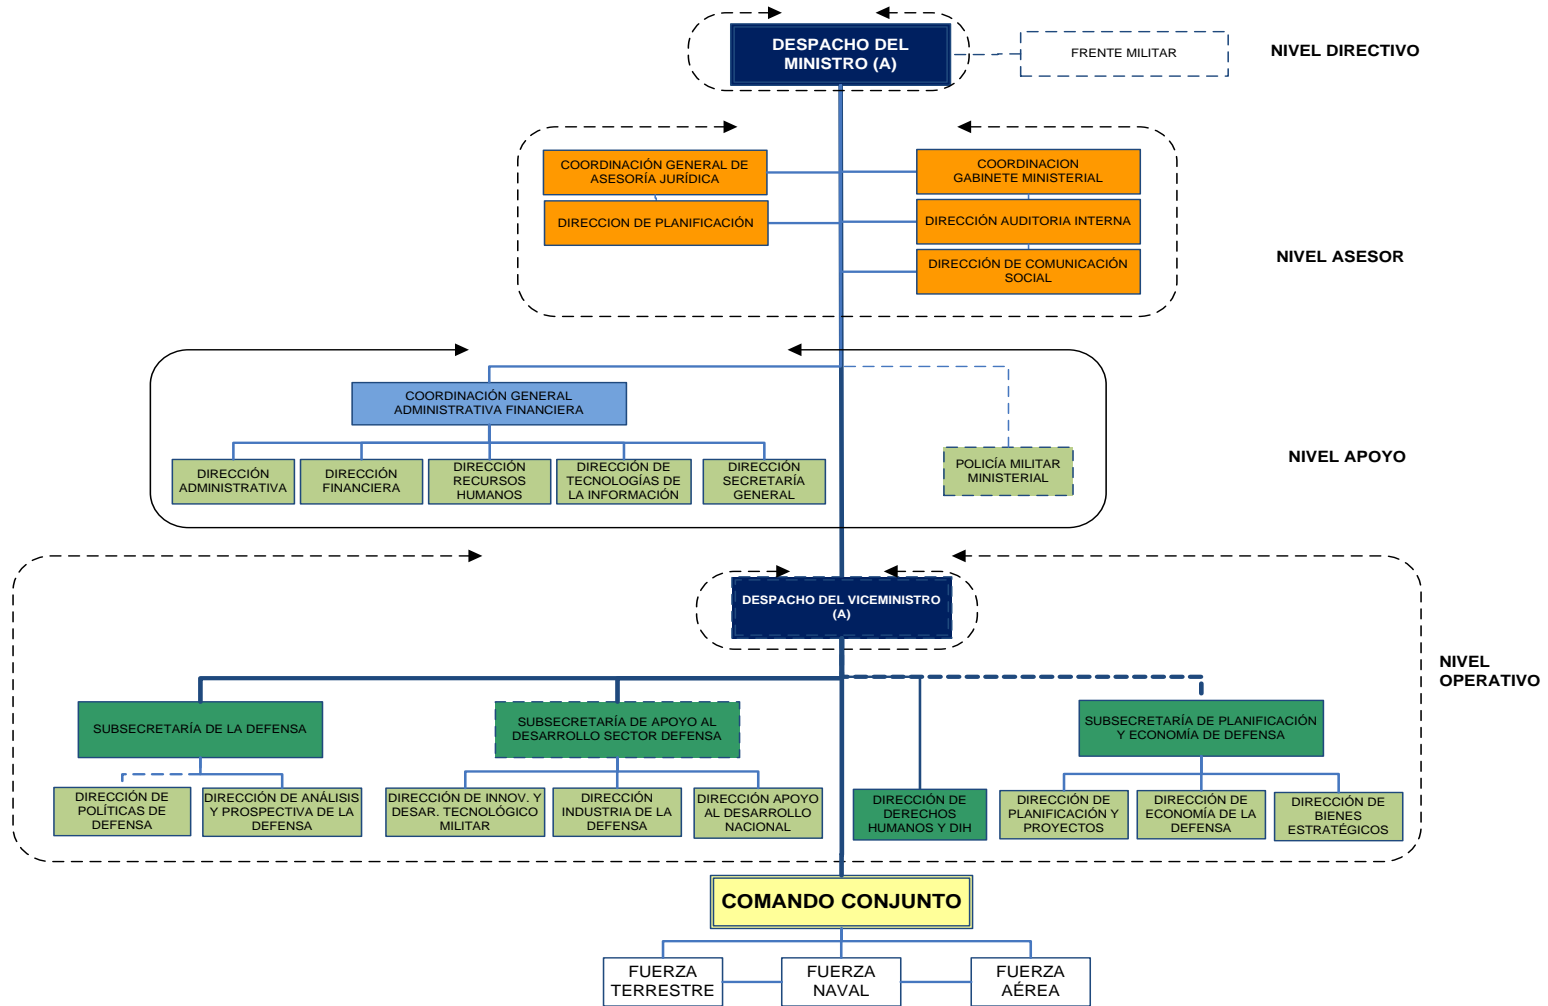 DESPACHO DEL
MINISTRO (A)
FRENTE MILITAR
NIVEL DIRECTIVO
COORDINACIÓN GENERAL DE
ASESORÍA JURÍDICA
COORDINACION
GABINETE MINISTERIAL
DIRECCION DE PLANIFICACIÓN
DIRECCIÓN AUDITORIA INTERNA
DIRECCIÓN DE COMUNICACIÓN
SOCIAL
NIVEL ASESOR
COORDINACIÓN GENERAL
ADMINISTRATIVA FINANCIERA
DIRECCIÓN
ADMINISTRATIVA
DIRECCIÓN
FINANCIERA
DIRECCIÓN
RECURSOS
HUMANOS
DIRECCIÓN DE
TECNOLOGÍAS DE
LA INFORMACIÓN
DIRECCIÓN
SECRETARÍA
GENERAL
POLICÍA MILITAR
MINISTERIAL
NIVEL APOYO
DESPACHO DEL VICEMINISTRO
(A)
NIVEL
OPERATIVO
SUBSECRETARÍA DE LA DEFENSA
SUBSECRETARÍA DE APOYO AL
DESARROLLO SECTOR DEFENSA
SUBSECRETARÍA DE PLANIFICACIÓN
Y ECONOMÍA DE DEFENSA
DIRECCIÓN DE
POLÍTICAS DE
DEFENSA
DIRECCIÓN DE ANÁLISIS
Y PROSPECTIVA DE LA
DEFENSA
DIRECCIÓN DE INNOV. Y
DESAR. TECNOLÓGICO
MILITAR
DIRECCIÓN
INDUSTRIA DE LA
DEFENSA
DIRECCIÓN APOYO
AL DESARROLLO
NACIONAL
DIRECCIÓN DE
DERECHOS
HUMANOS Y DIH
DIRECCIÓN DE
PLANIFICACIÓN Y
PROYECTOS
DIRECCIÓN DE
ECONOMÍA DE LA
DEFENSA
DIRECCIÓN DE
BIENES
ESTRATÉGICOS
COMANDO CONJUNTO
FUERZA
TERRESTRE
FUERZA
NAVAL
FUERZA
AÉREA